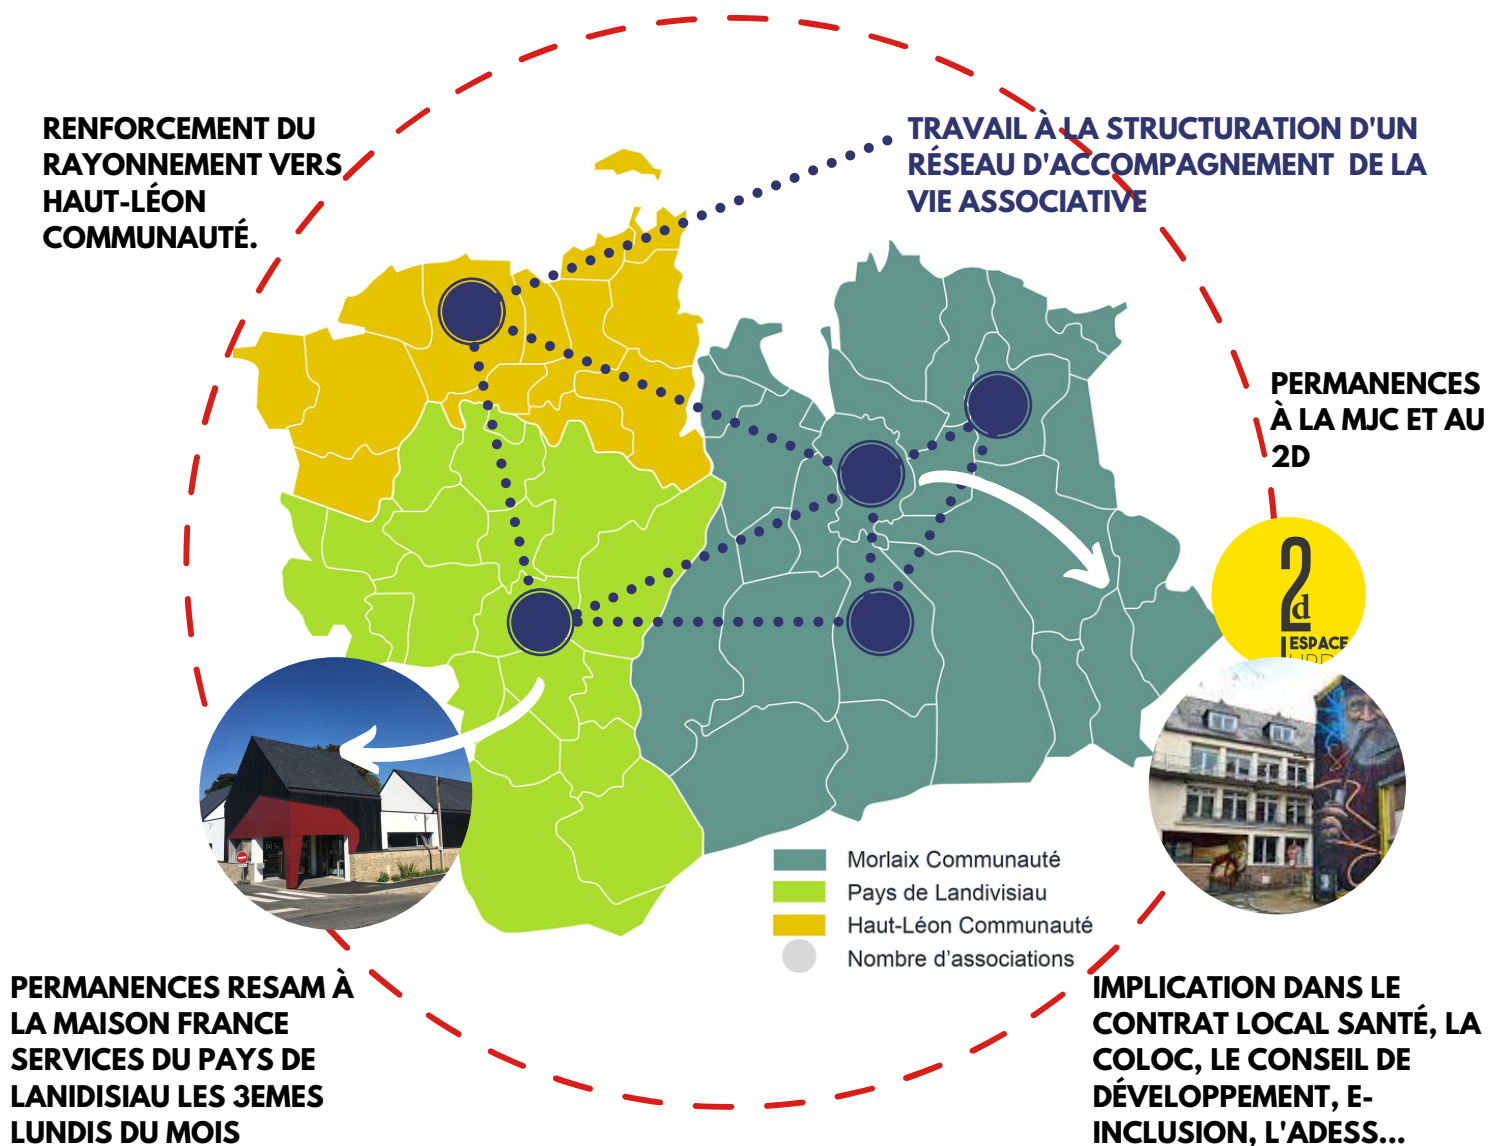 RENFORCEMENT DU
RAYONNEMENT VERS
HAUT-LÉON
COMMUNAUTÉ.
TRAVAIL À LA STRUCTURATION D'UN
RÉSEAU D'ACCOMPAGNEMENT DE LA
VIE ASSOCIATIVE
PERMANENCES
À LA MJC ET AU
2D
2d
ESPACE
Morlaix Communauté
Pays de Landivisiau
Haut-Léon Communauté
Nombre d'associations
PERMANENCES RESAM À
LA MAISON FRANCE
SERVICES DU PAYS DE
LANIDISIAU LES 3EMES
LUNDIS DU MOIS
IMPLICATION DANS LE
CONTRAT LOCAL SANTÉ, LA
COLOC, LE CONSEIL DE
DÉVELOPPEMENT, E-
INCLUSION, L'ADESS...